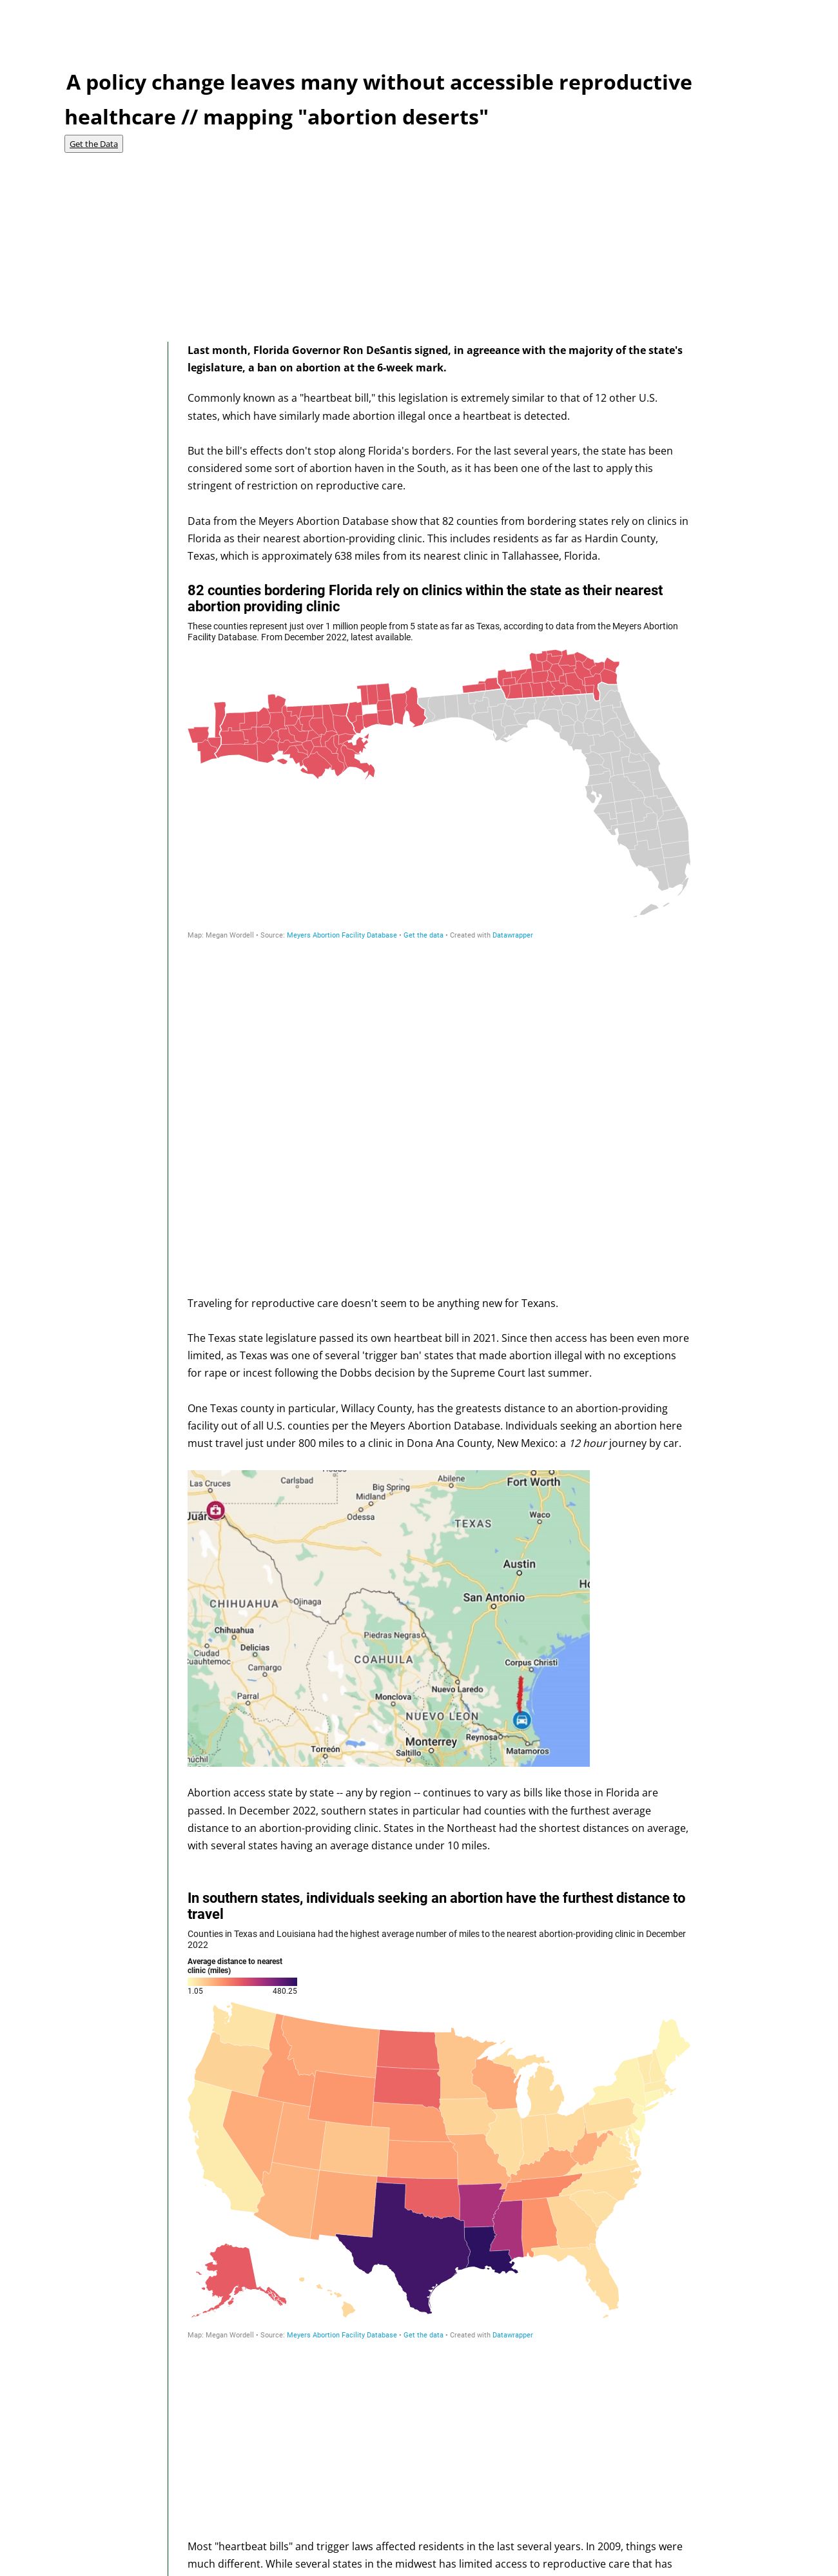 A policy change leaves many without accessible reproductive
healthcare // mapping "abortion deserts"
Get the Data
Last month, Florida Governor Ron DeSantis signed, in agreeance with the majority of the state's
legislature, a ban on abortion at the 6-week mark.
Commonly known as a "heartbeat bill," this legislation is extremely similar to that of 12 other U.S.
states, which have similarly made abortion illegal once a heartbeat is detected.
But the bill's effects don't stop along Florida's borders. For the last several years, the state has been
considered some sort of abortion haven in the South, as it has been one of the last to apply this
stringent of restriction on reproductive care.
Data from the Meyers Abortion Database show that 82 counties from bordering states rely on clinics in
Florida as their nearest abortion-providing clinic. This includes residents as far as Hardin County,
Texas, which is approximately 638 miles from its nearest clinic in Tallahassee, Florida.
82 counties bordering Florida rely on clinics within the state as their nearest
abortion providing clinic
These counties represent just over 1 million people from 5 state as far as Texas, according to data from the Meyers Abortion
Facility Database. From December 2022, latest available.
Map: Megan Wordell • Source: Meyers Abortion Facility Database • Get the data • Created with Datawrapper
Traveling for reproductive care doesn't seem to be anything new for Texans.
The Texas state legislature passed its own heartbeat bill in 2021. Since then access has been even more
limited, as Texas was one of several 'trigger ban' states that made abortion illegal with no exceptions
for rape or incest following the Dobbs decision by the Supreme Court last summer.
One Texas county in particular, Willacy County, has the greatests distance to an abortion-providing
facility out of all U.S. counties per the Meyers Abortion Database. Individuals seeking an abortion here
must travel just under 800 miles to a clinic in Dona Ana County, New Mexico: a 12 hour journey by car.
Las Cruces
Carlsbad
Big Spring
Abilene
Fort Worth
Midland
Odessa
Waco
Juáre
TEXAS
Austin
Ho
San Antonio
CHIHUAHUA
Ojinaga
Chihuahua
Piedras Negras
Ciudad
Cuauhtemoc
Delicias
COAHUILA
Camargo
Corpus Christi
Parral
Monclova
Nuevo Laredo
NUEVO LEON
Reynosa
Torreón
Monterrey
Saltillo
Matamoros
uchil
Abortion access state by state -- any by region -- continues to vary as bills like those in Florida are
passed. In December 2022, southern states in particular had counties with the furthest average
distance to an abortion-providing clinic. States in the Northeast had the shortest distances on average,
with several states having an average distance under 10 miles.
In southern states, individuals seeking an abortion have the furthest distance to
travel
Counties in Texas and Louisiana had the highest average number of miles to the nearest abortion-providing clinic in December
2022
Average distance to nearest
clinic (miles)
1.05 480.25
Map: Megan Wordell • Source: Meyers Abortion Facility Database • Get the data • Created with Datawrapper
Most "heartbeat bills" and trigger laws affected residents in the last several years. In 2009, things were
much different. While several states in the midwest has limited access to reproductive care that has